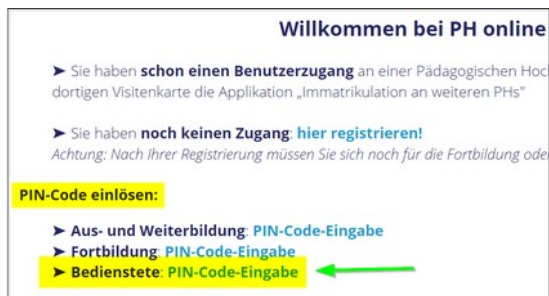 Willkommen bei PH online
➤ Sie haben schon einen Benutzerzugang an einer Pädagogischen Hoc
dortigen Visitenkarte die Applikation „Immatrikulation an weiteren PHs"
➤ Sie haben noch keinen Zugang: hier registrieren!
Achtung: Nach Ihrer Registrierung müssen Sie sich noch für die Fortbildung oder
PIN-Code einlösen:
➤ Aus- und Weiterbildung: PIN-Code-Eingabe
➤ Fortbildung: PIN-Code-Eingabe
➤ Bedienstete: PIN-Code-Eingabe